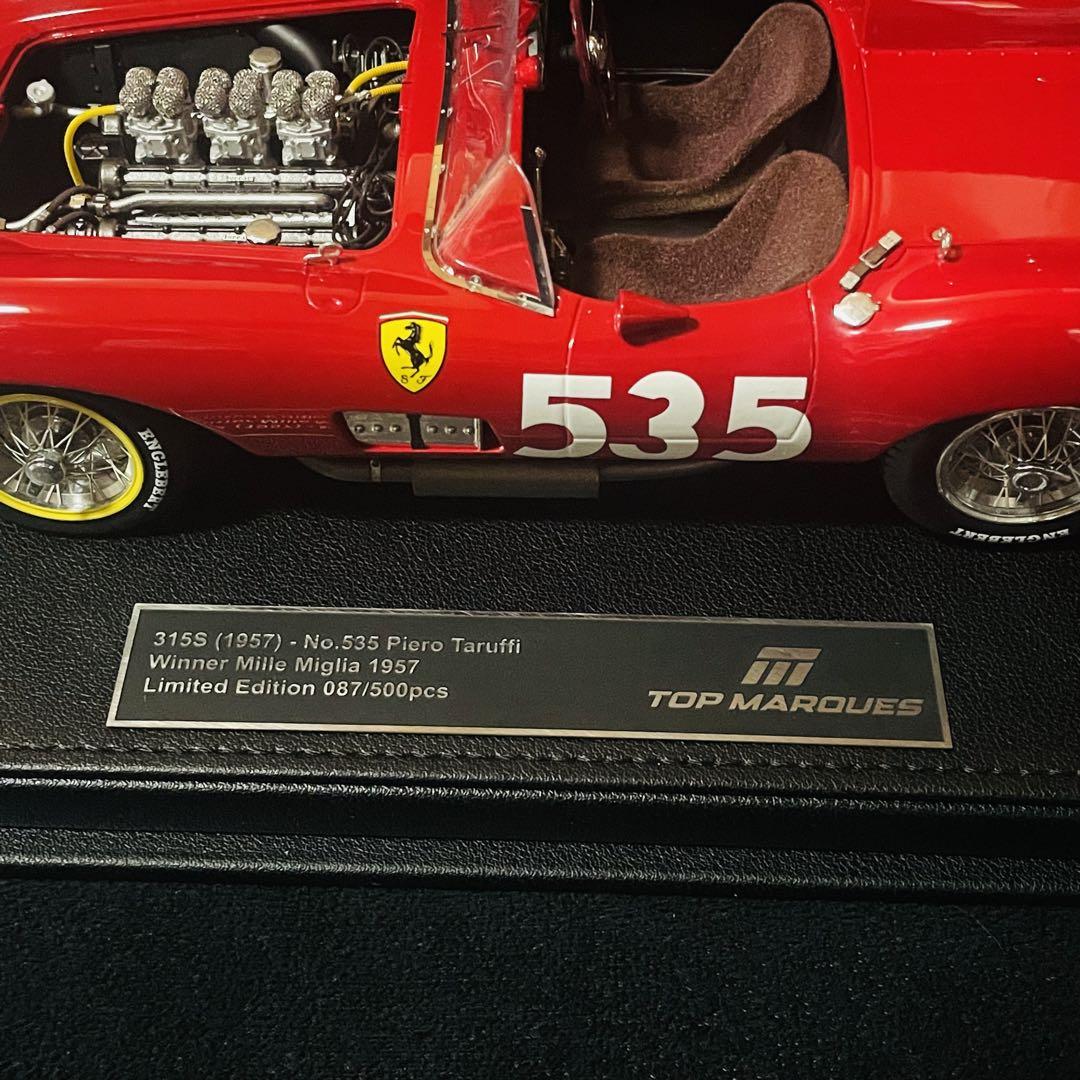 S F
535
ENGLEBERT
ENGLEBERT
315S (1957) - No.535 Piero Taruffi
Winner Mille Miglia 1957
Limited Edition 087/500pcs
TOP MARQUES